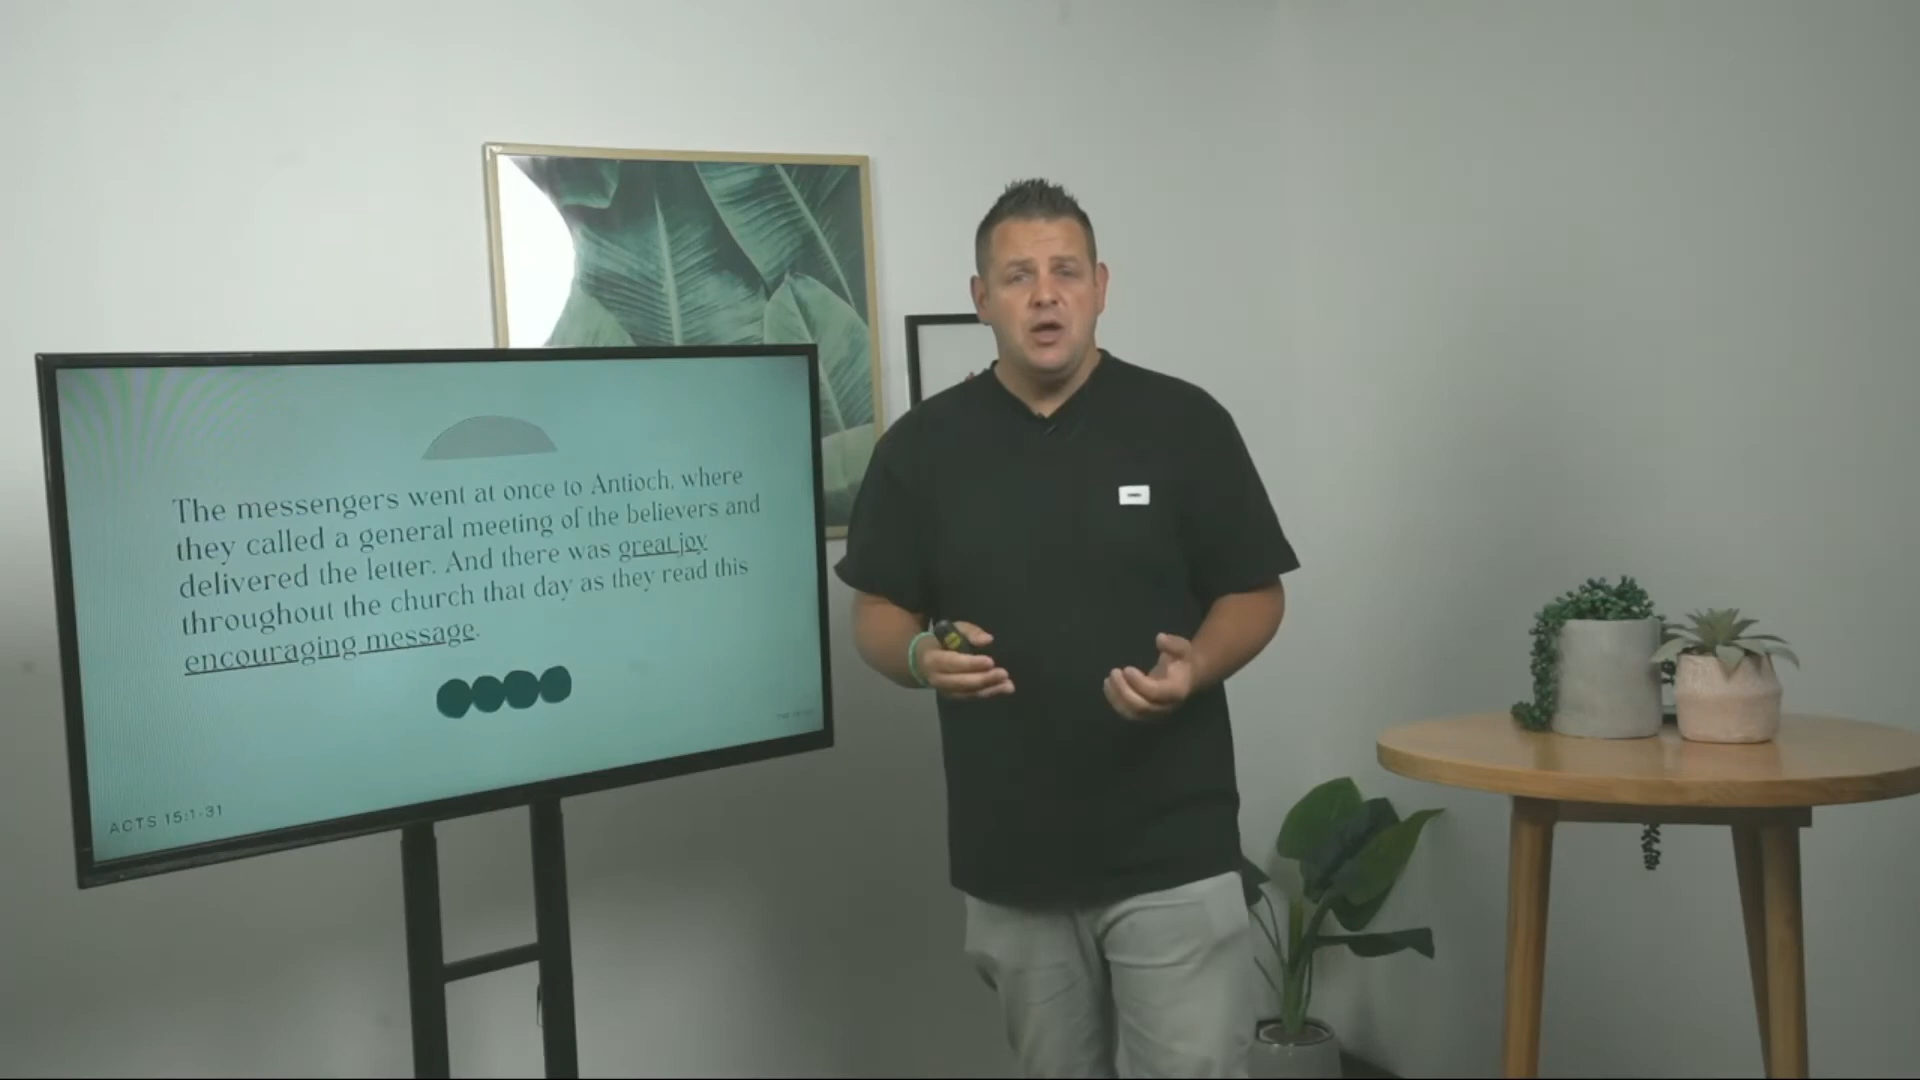 The messengers went at once to Antioch, where
they called a general meeting of the believers and
delivered the letter. And there was great joy
throughout the church that day as they read this
encouraging message.
ACTS 15:1-31